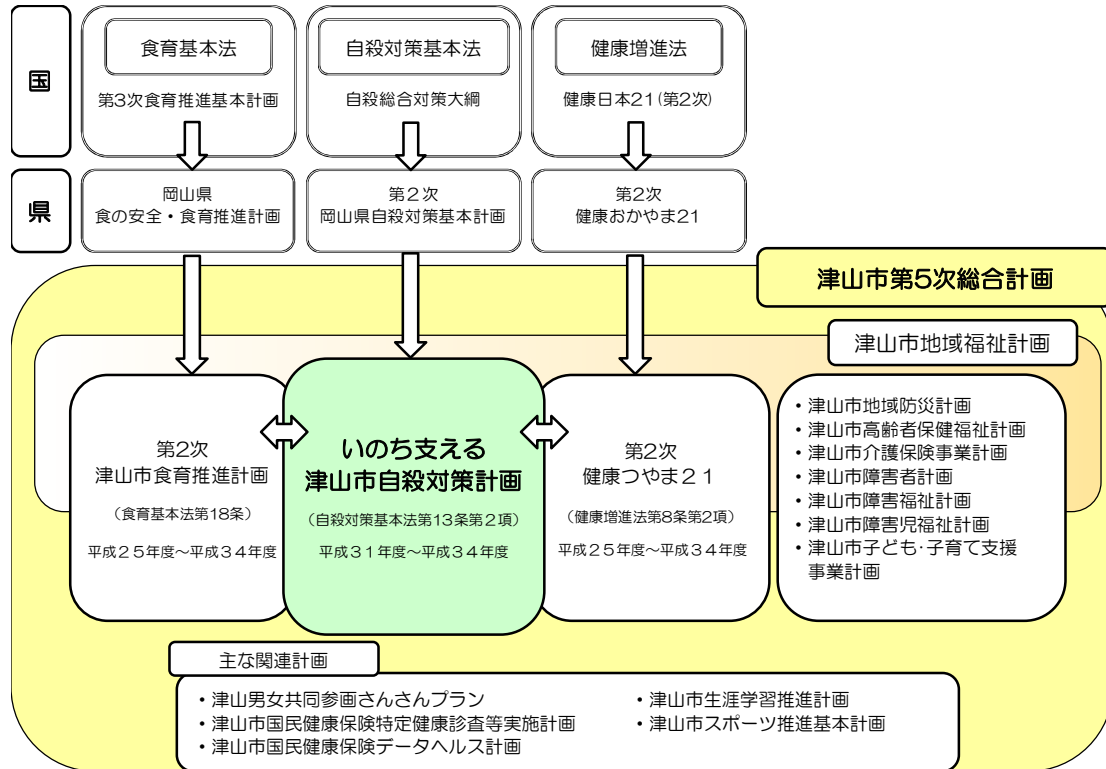 国
食育基本法
第3次食育推進基本計画
自殺対策基本法
自殺総合対策大綱
健康増進法
健康日本21(第2次)
県
岡山県
食の安全・食育推進計画
第２次
岡山県自殺対策基本計画
第2次
健康おかやま21
津山市第5次総合計画
津山市地域福祉計画
第2次
津山市食育推進計画
（食育基本法第18条）
平成２５年度～平成３４年度
いのち支える
津山市自殺対策計画
（自殺対策基本法第１３条第２項）
平成３１年度～平成３４年度
第2次
健康つやま２１
（健康増進法第8条第2項）
平成２５年度～平成３４年度
・津山市地域防災計画
・津山市高齢者保健福祉計画
・津山市介護保険事業計画
・津山市障害者計画
・津山市障害福祉計画
・津山市障害児福祉計画
・津山市子ども･子育て支援
事業計画
主な関連計画
・津山男女共同参画さんさんプラン
・津山市国民健康保険特定健康診査等実施計画
・津山市国民健康保険データヘルス計画
・津山市生涯学習推進計画
・津山市スポーツ推進基本計画